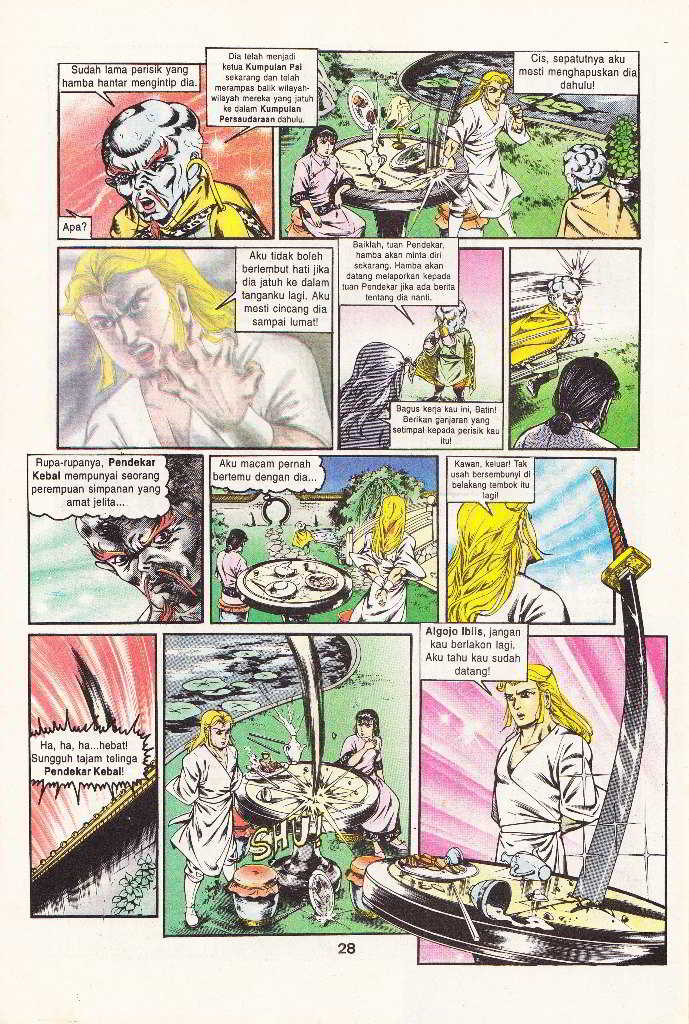 Sudah lama perisik yang
hamba hantar mengintip dia.
Dia telah menjadi
ketua Kumpulan Pai
sekarang dan telah
merampas balik wilayah-
wilayah mereka yang jatuh
ke dalam Kumpulan
Persaudaraan dahulu.
Apa?
Cis, sepatutnya aku
mesti menghapuskan dia
dahulu!
Aku tidak boleh
berlembut hati jika
dia jatuh ke dalam
tanganku lagi. Aku
mesti cincang dia
sampai lumat!
Baiklah, tuan Pendekar,
hamba akan minta diri
sekarang. Hamba akan
datang melaporkan kepada
tuan Pendekar jika ada berita
tentang dia nanti.
Bagus kerja kau ini, Batin!
Berikan ganjaran yang
setimpal kepada perisik kau
itu!
Rupa-rupanya, Pendekar
Kebal mempunyai seorang
perempuan simpanan yang
amat jelita...
Aku macam pernah
bertemu dengan dia...
Kawan, keluar! Tak
usah bersembunyi di
belakang tembok itu
lagi!
Ha, ha, ha...hebat!
Sungguh tajam telinga
Pendekar Kebal!
SHUT
Algojo Iblis, jangan
kau berlakon lagi.
Aku tahu kau sudah
datang!
28